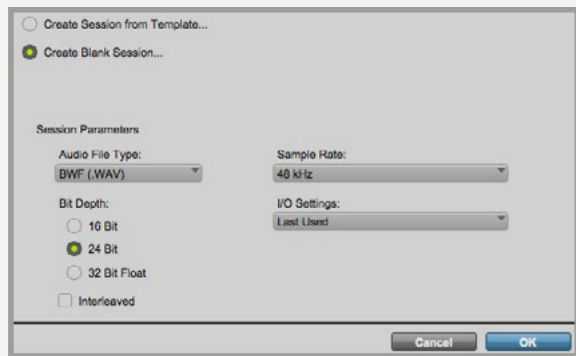 Create Session from Template...
Create Blank Session...
Session Parameters
Audio File Type:
BWF (.WAV)
Sample Rate:
48 kHz
Bit Depth:
16 Bit
24 Bit
32 Bit Float
I/O Settings:
Last Used
Interleaved
Cancel
OK